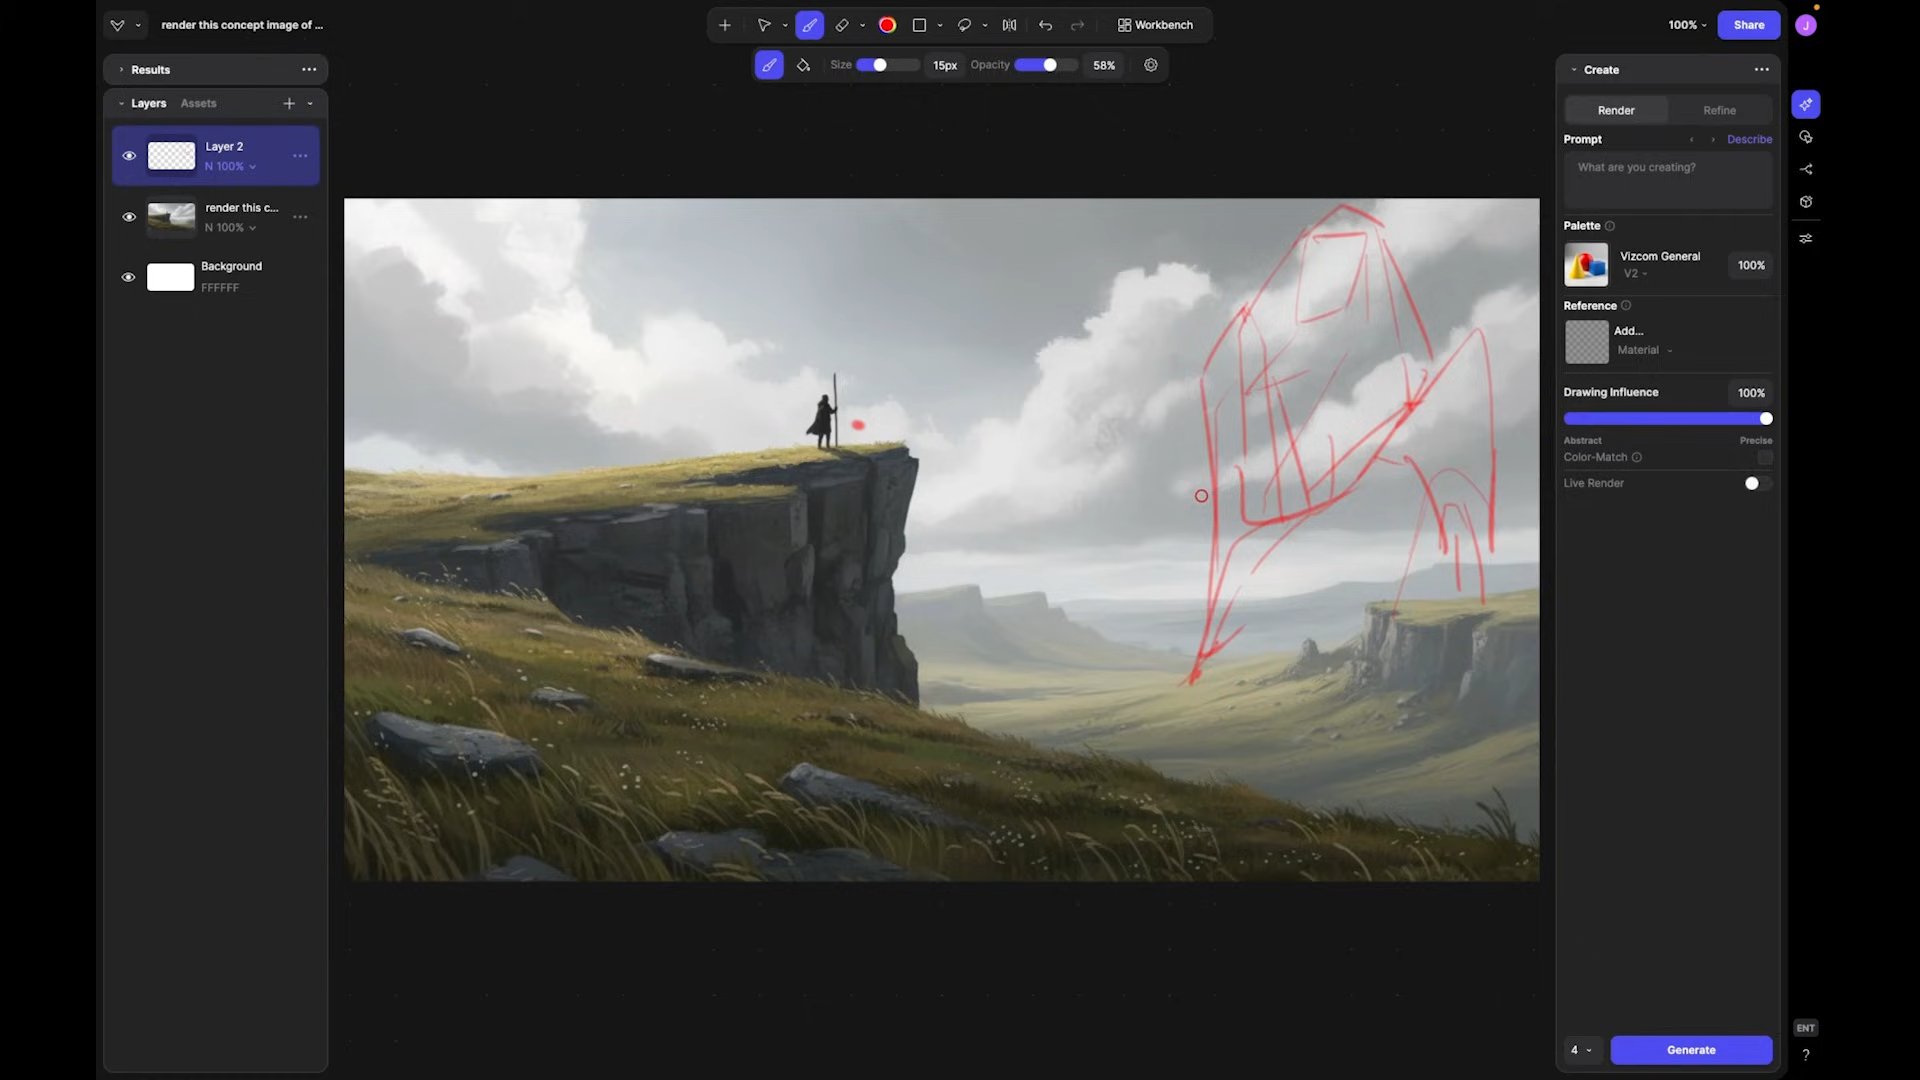 render this concept image of ...
Workbench
100%
Share
J
Results
Size
15px
Opacity
58%
Create
Layers
Assets
Render
Refine
Layer 2
N 100%
Prompt
Describe
What are you creating?
render this c...
N 100%
Palette
Vizcom General
V2
100%
Background
FFFFFF
Reference
Add...
Material
Drawing Influence
100%
Abstract
Precise
Color-Match
Live Render
ENT
4
Generate
?